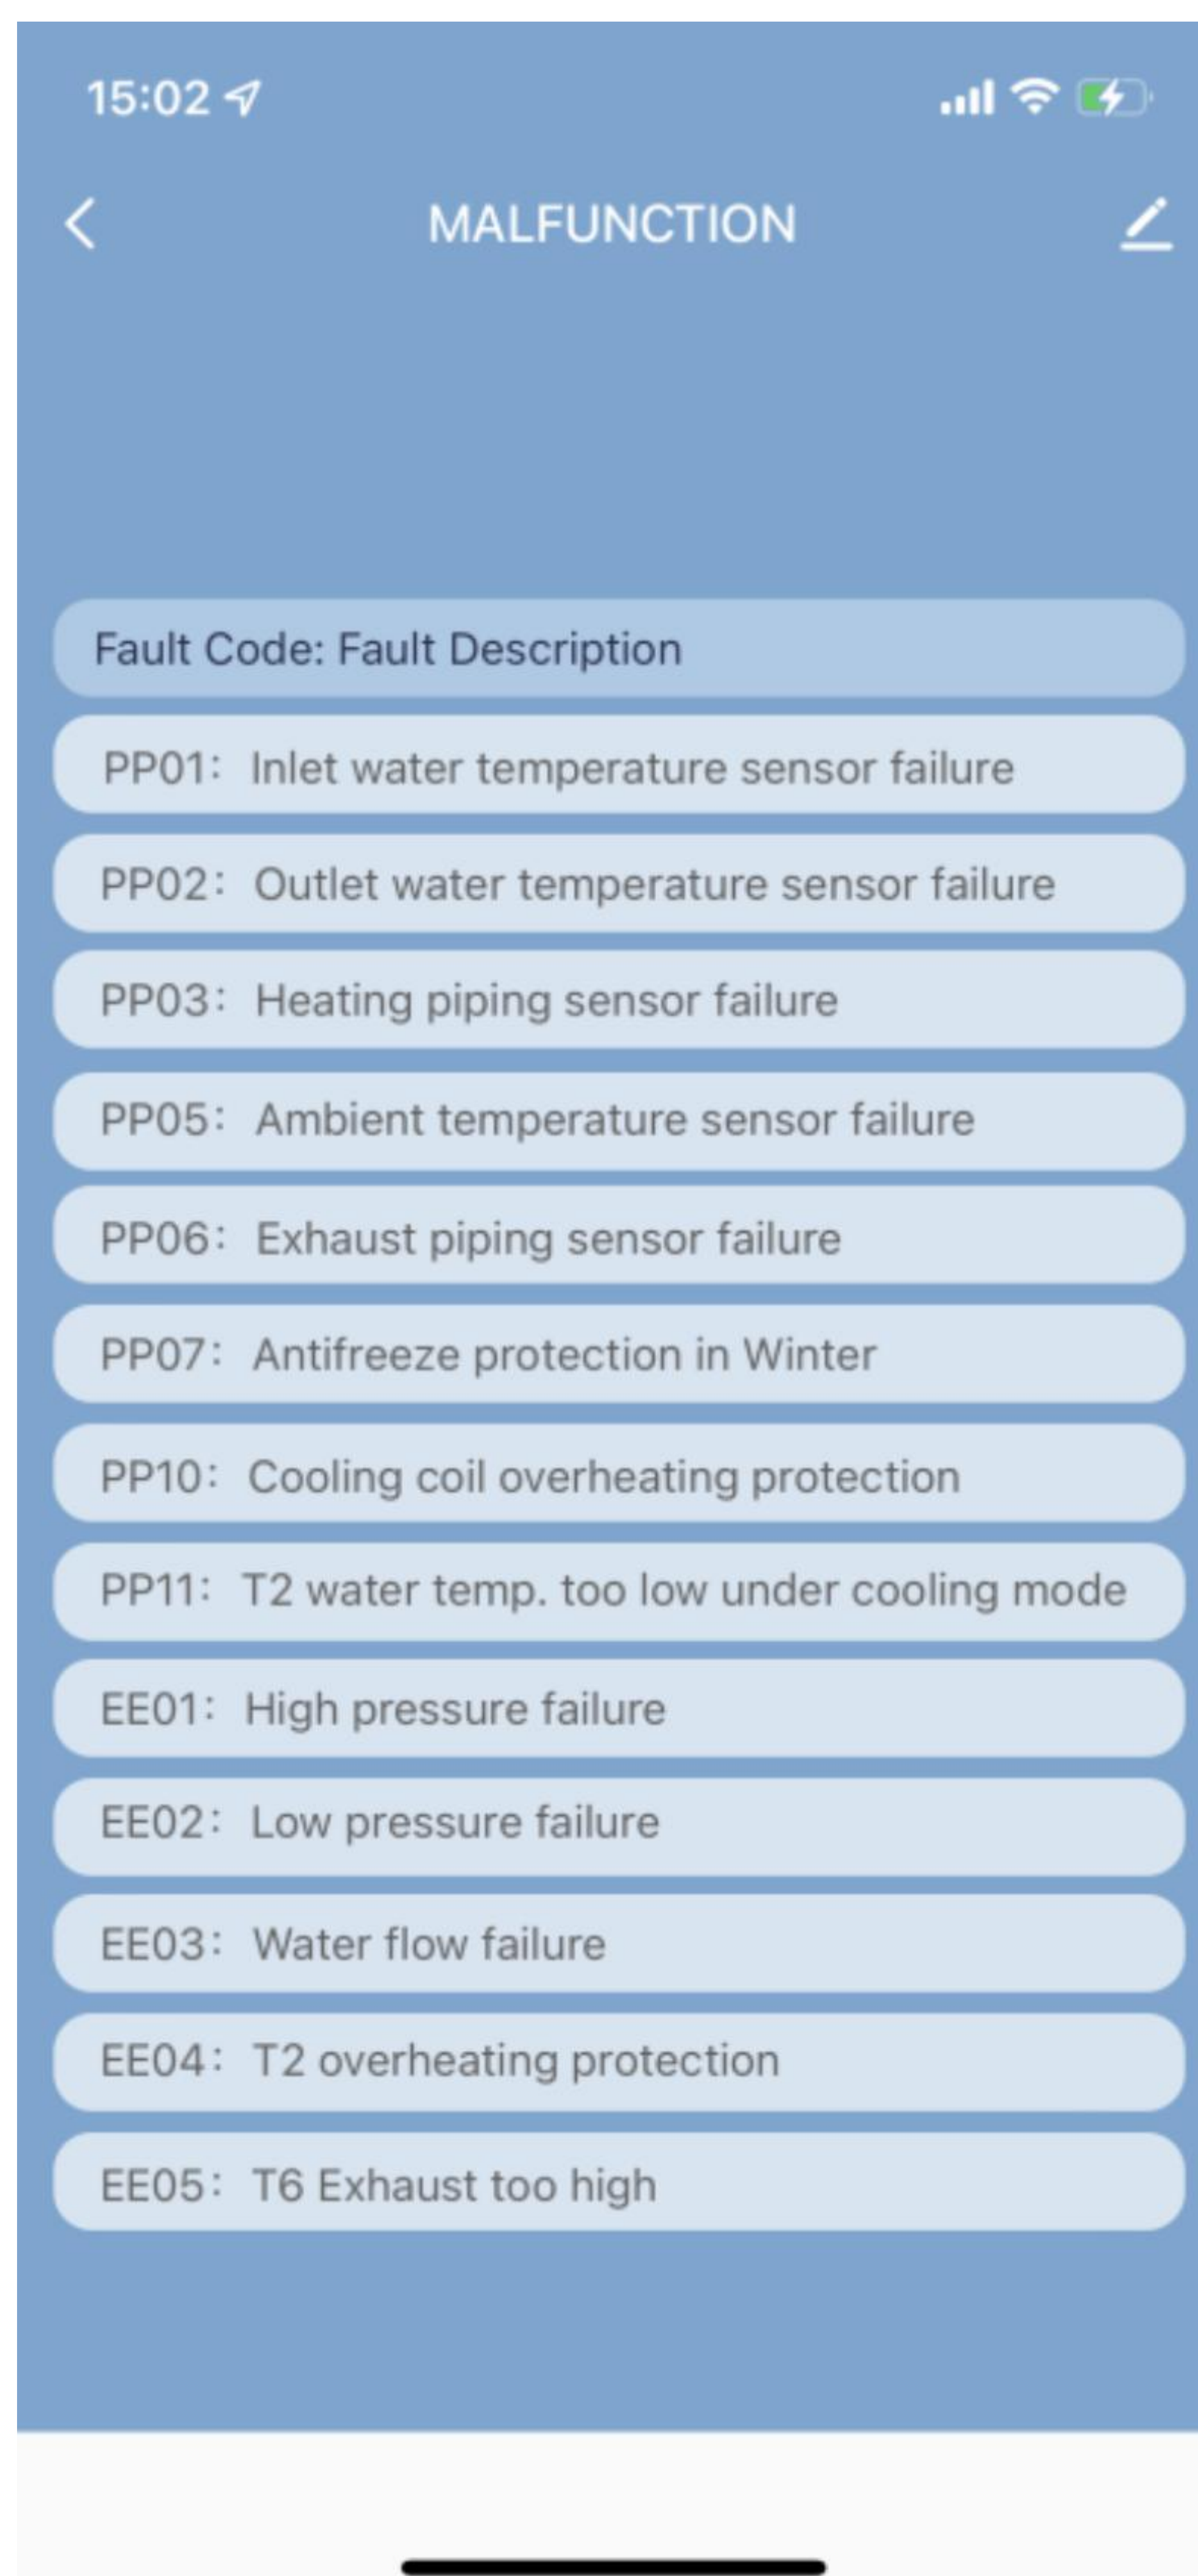 15:02
MALFUNCTION
Fault Code: Fault Description
PP01: Inlet water temperature sensor failure
PP02: Outlet water temperature sensor failure
PP03: Heating piping sensor failure
PP05: Ambient temperature sensor failure
PP06: Exhaust piping sensor failure
PP07: Antifreeze protection in Winter
PP10: Cooling coil overheating protection
PP11: T2 water temp. too low under cooling mode
EE01: High pressure failure
EE02: Low pressure failure
EE03: Water flow failure
EE04: T2 overheating protection
EE05: T6 Exhaust too high